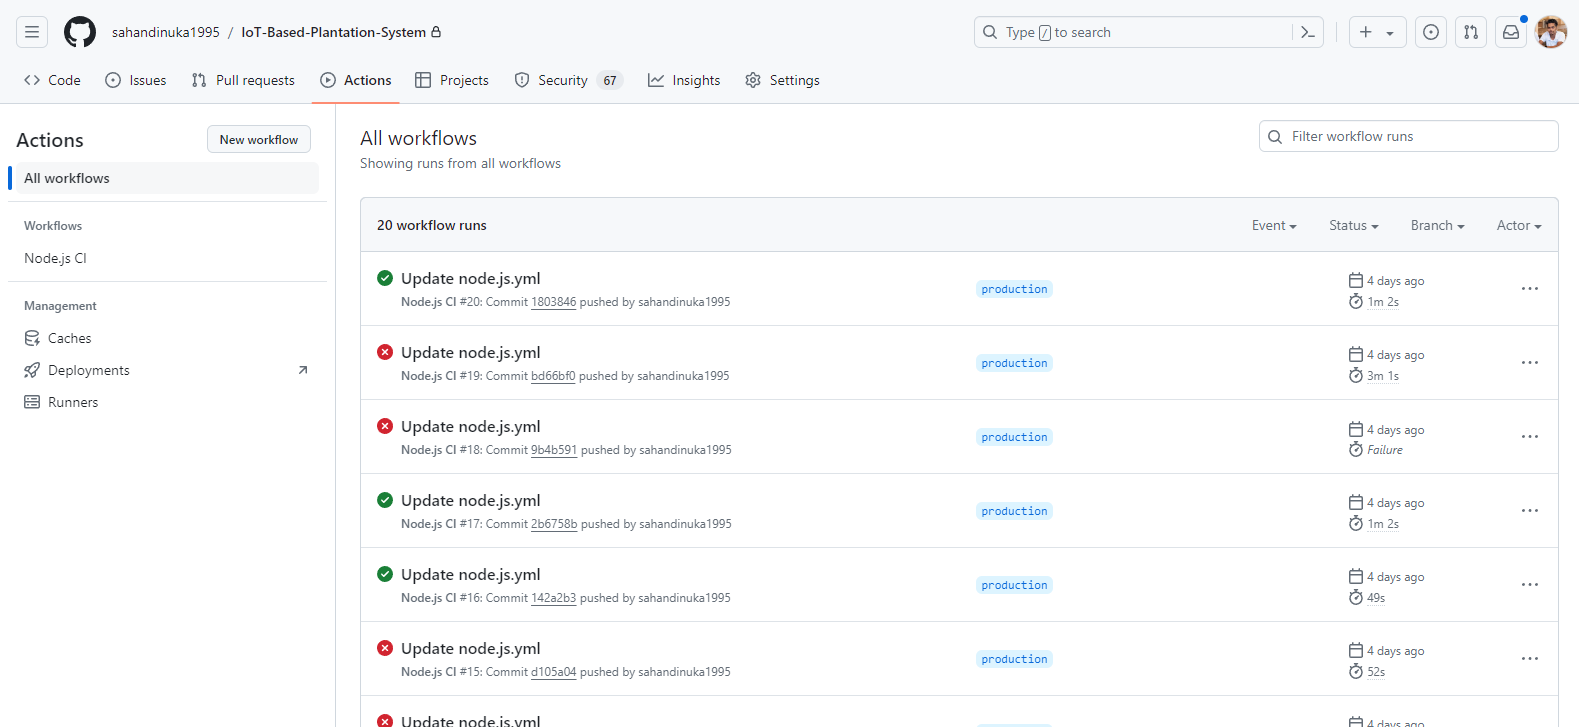 sahandinuka1995 / IoT-Based-Plantation-System
Type / to search
Code
Issues
Pull requests
Actions
Projects
Security 67
Insights
Settings
Actions
New workflow
All workflows
Workflows
Node.js CI
Management
Caches
Deployments
Runners
All workflows
Showing runs from all workflows
Filter workflow runs
20 workflow runs
Event
Status
Branch
Actor
Update node.js.yml
Node.js CI #20: Commit 1803846 pushed by sahandinuka1995
production
4 days ago
1m 2s
Update node.js.yml
Node.js CI #19: Commit bd66bf0 pushed by sahandinuka1995
production
4 days ago
3m 1s
Update node.js.yml
Node.js CI #18: Commit 9b4b591 pushed by sahandinuka1995
production
4 days ago
Failure
Update node.js.yml
Node.js CI #17: Commit 2b6758b pushed by sahandinuka1995
production
4 days ago
1m 2s
Update node.js.yml
Node.js CI #16: Commit 142a2b3 pushed by sahandinuka1995
production
4 days ago
49s
Update node.js.yml
Node.js CI #15: Commit d105a04 pushed by sahandinuka1995
production
4 days ago
52s
Update node.js.yml
4 days ago